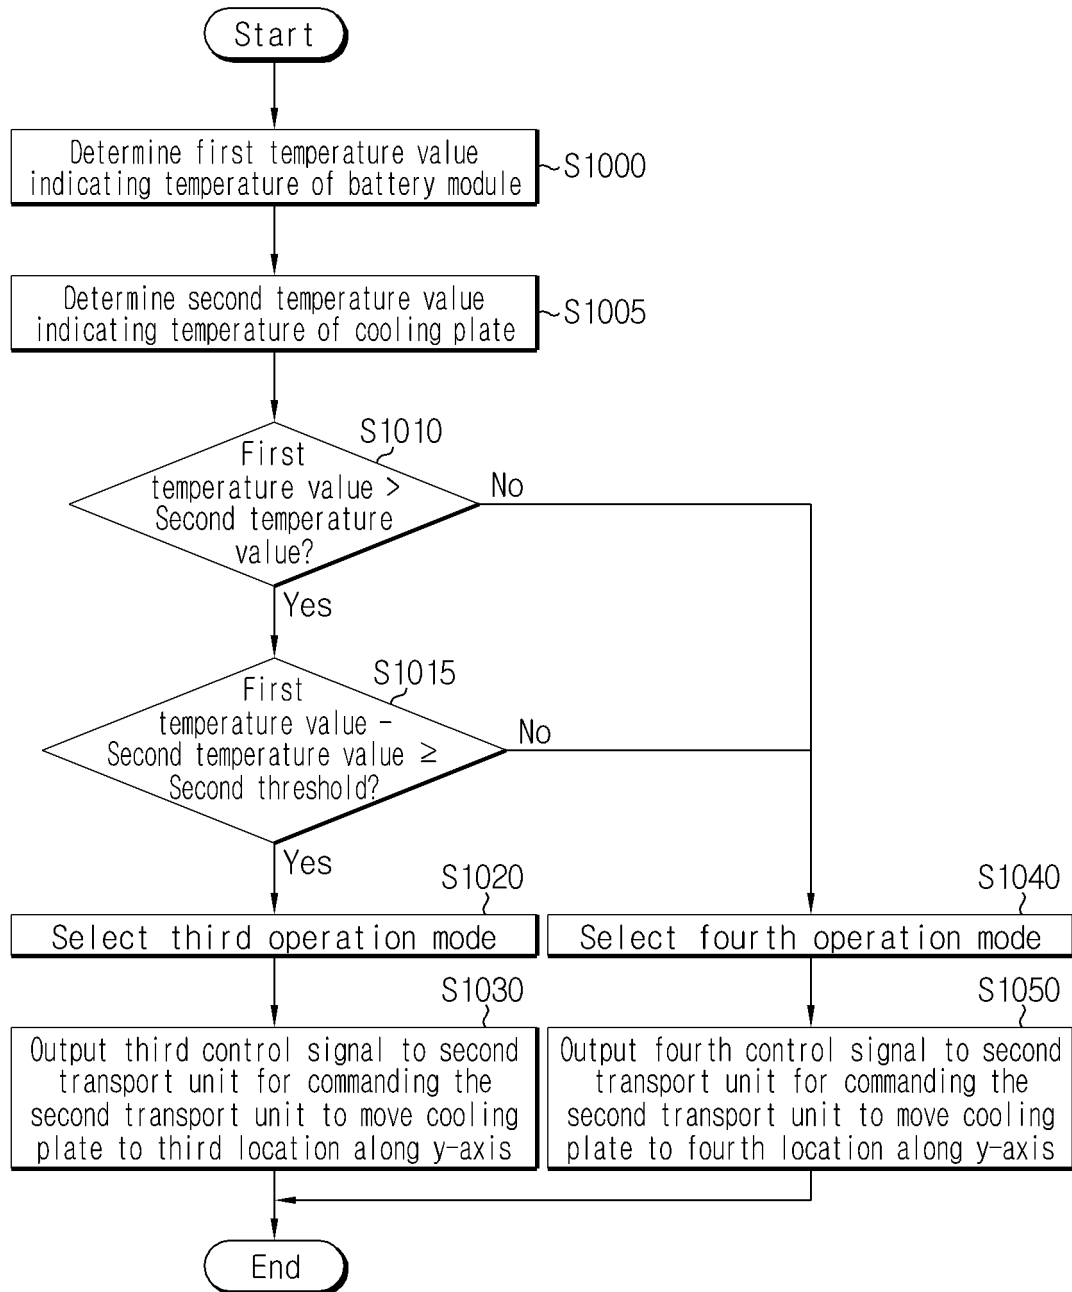 Start
Determine first temperature value
indicating temperature of battery module
S1000
Determine second temperature value
indicating temperature of cooling plate
S1005
S1010
First
temperature value >
Second temperature
value?
No
Yes
S1015
First
temperature value -
Second temperature value ≥
Second threshold?
No
Yes
S1020
Select third operation mode
S1040
Select fourth operation mode
S1030
Output third control signal to second
transport unit for commanding the
second transport unit to move cooling
plate to third location along y-axis
S1050
Output fourth control signal to second
transport unit for commanding the
second transport unit to move cooling
plate to fourth location along y-axis
End